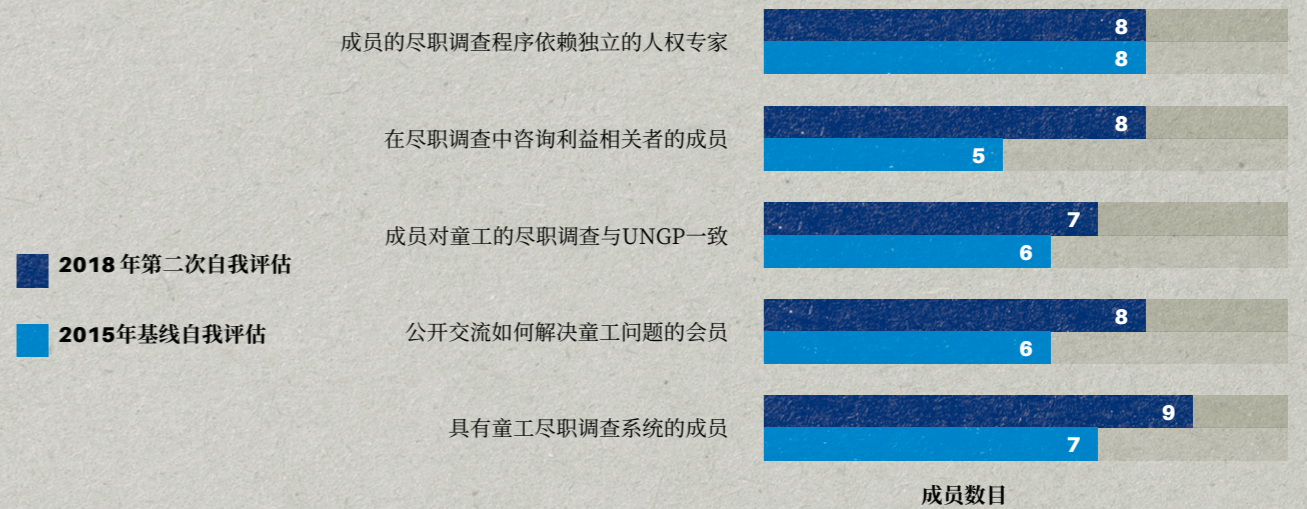 成员的尽职调查程序依赖独立的人权专家
8
8
在尽职调查中咨询利益相关者的成员
8
5
成员对童工的尽职调查与UNGP一致
7
6
2018 年第二次自我评估
2015年基线自我评估
公开交流如何解决童工问题的会员
8
6
具有童工尽职调查系统的成员
9
7
成员数目